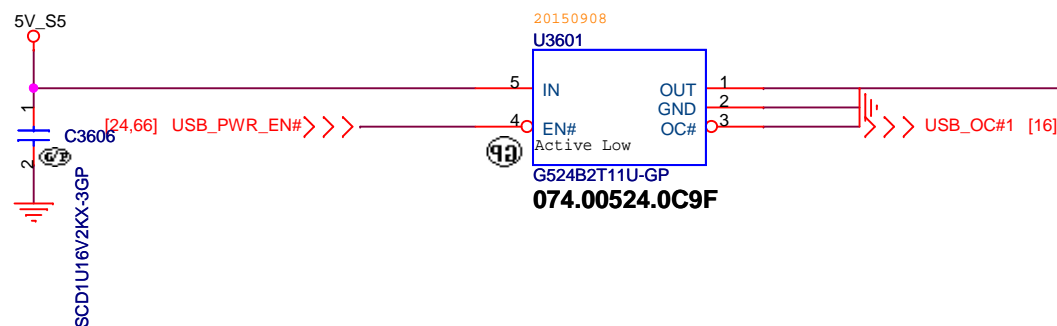 5V_S5
20150908
U3601
5
IN
OUT
1
GND
2
4
EN#
OC#
3
Active Low
1
C3606
2
SCD1U16V2KX-3GP
[24,66] USB_PWR_EN#
USB_OC#1 [16]
G524B2T11U-GP
074.00524.0C9F